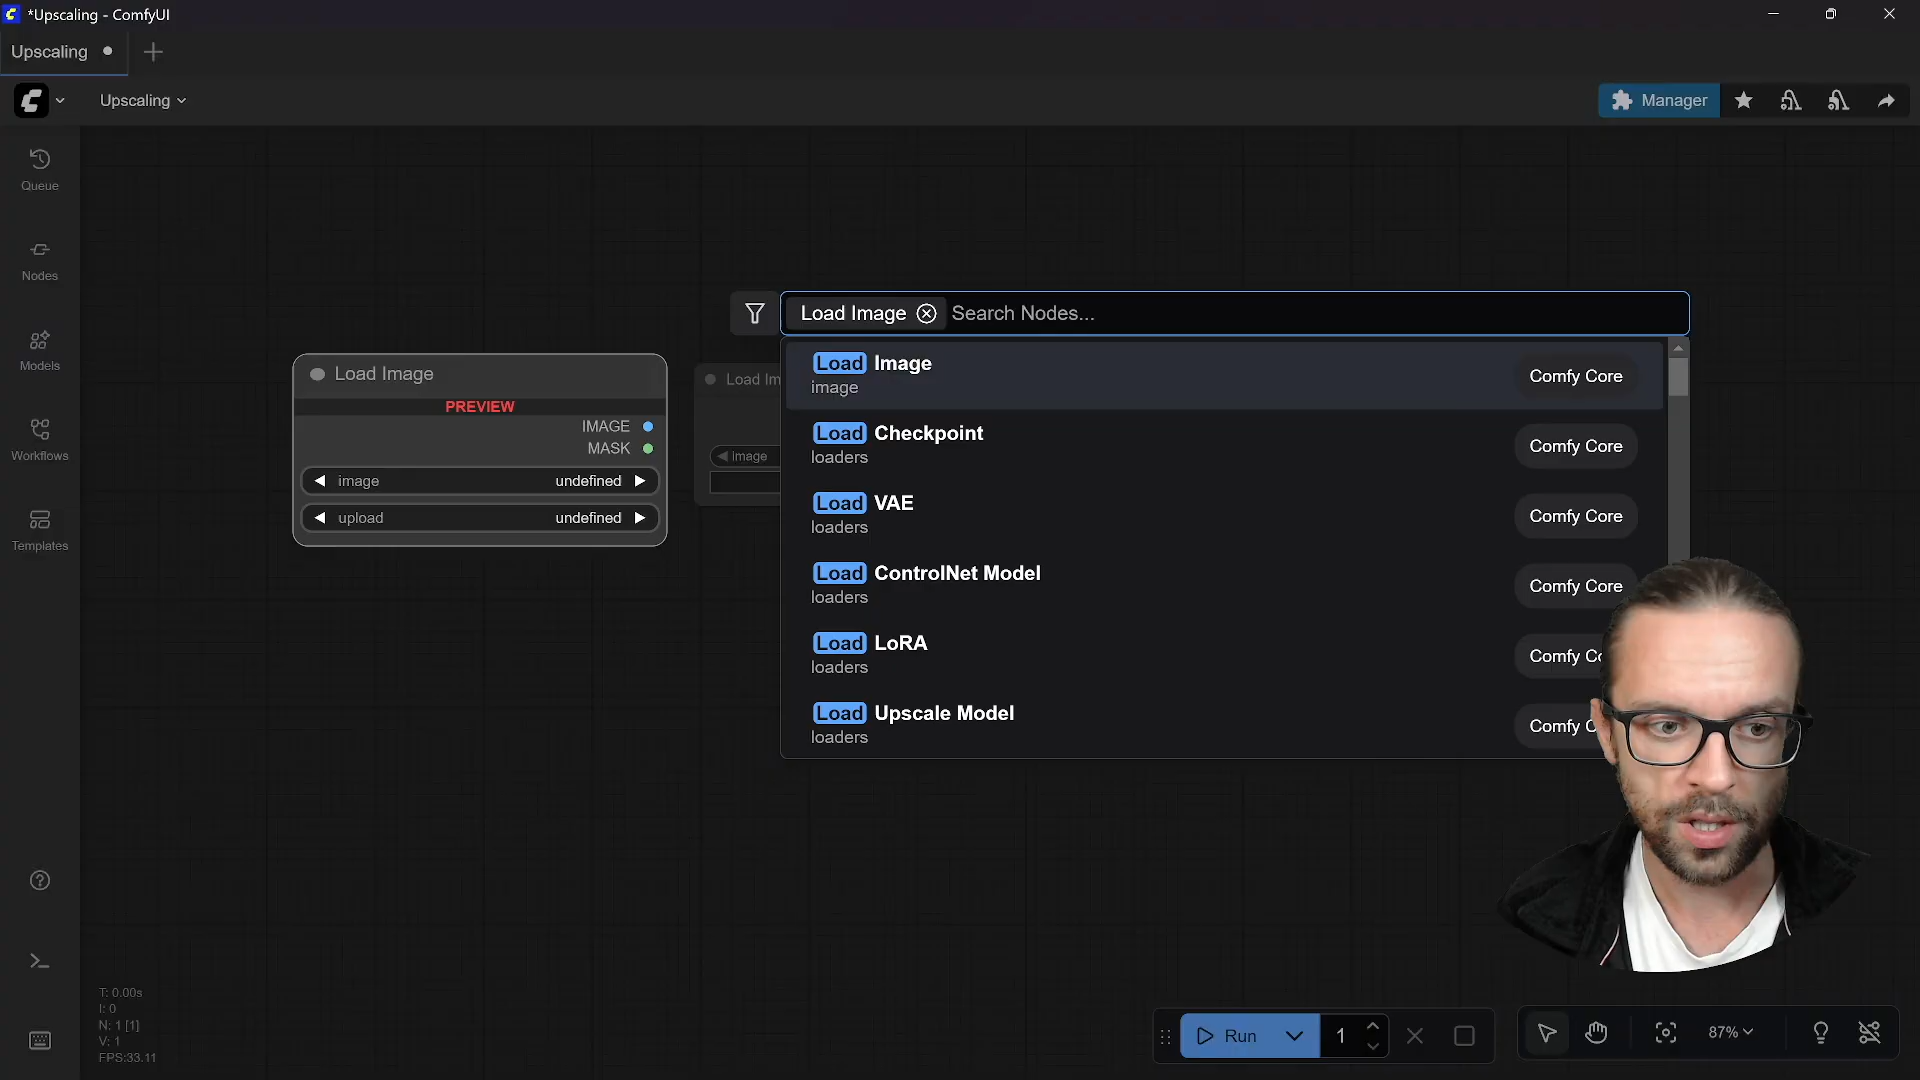 *Upscaling - ComfyUI
Upscaling
Upscaling
Manager
Queue
Nodes
Models
Workflows
Templates
Load Image
Search Nodes...
Load Image
image
Comfy Core
Load Checkpoint
loaders
Comfy Core
Load VAE
loaders
Comfy Core
Load ControlNet Model
loaders
Comfy Core
Load LoRA
loaders
Comfy
Load Upscale Model
loaders
Comfy
Load Image
PREVIEW
IMAGE
MASK
image undefined
upload undefined
Load Im
image
T: 0.00s
I: 0
N: 1 [1]
V: 1
FPS:33.11
Run
1
87%